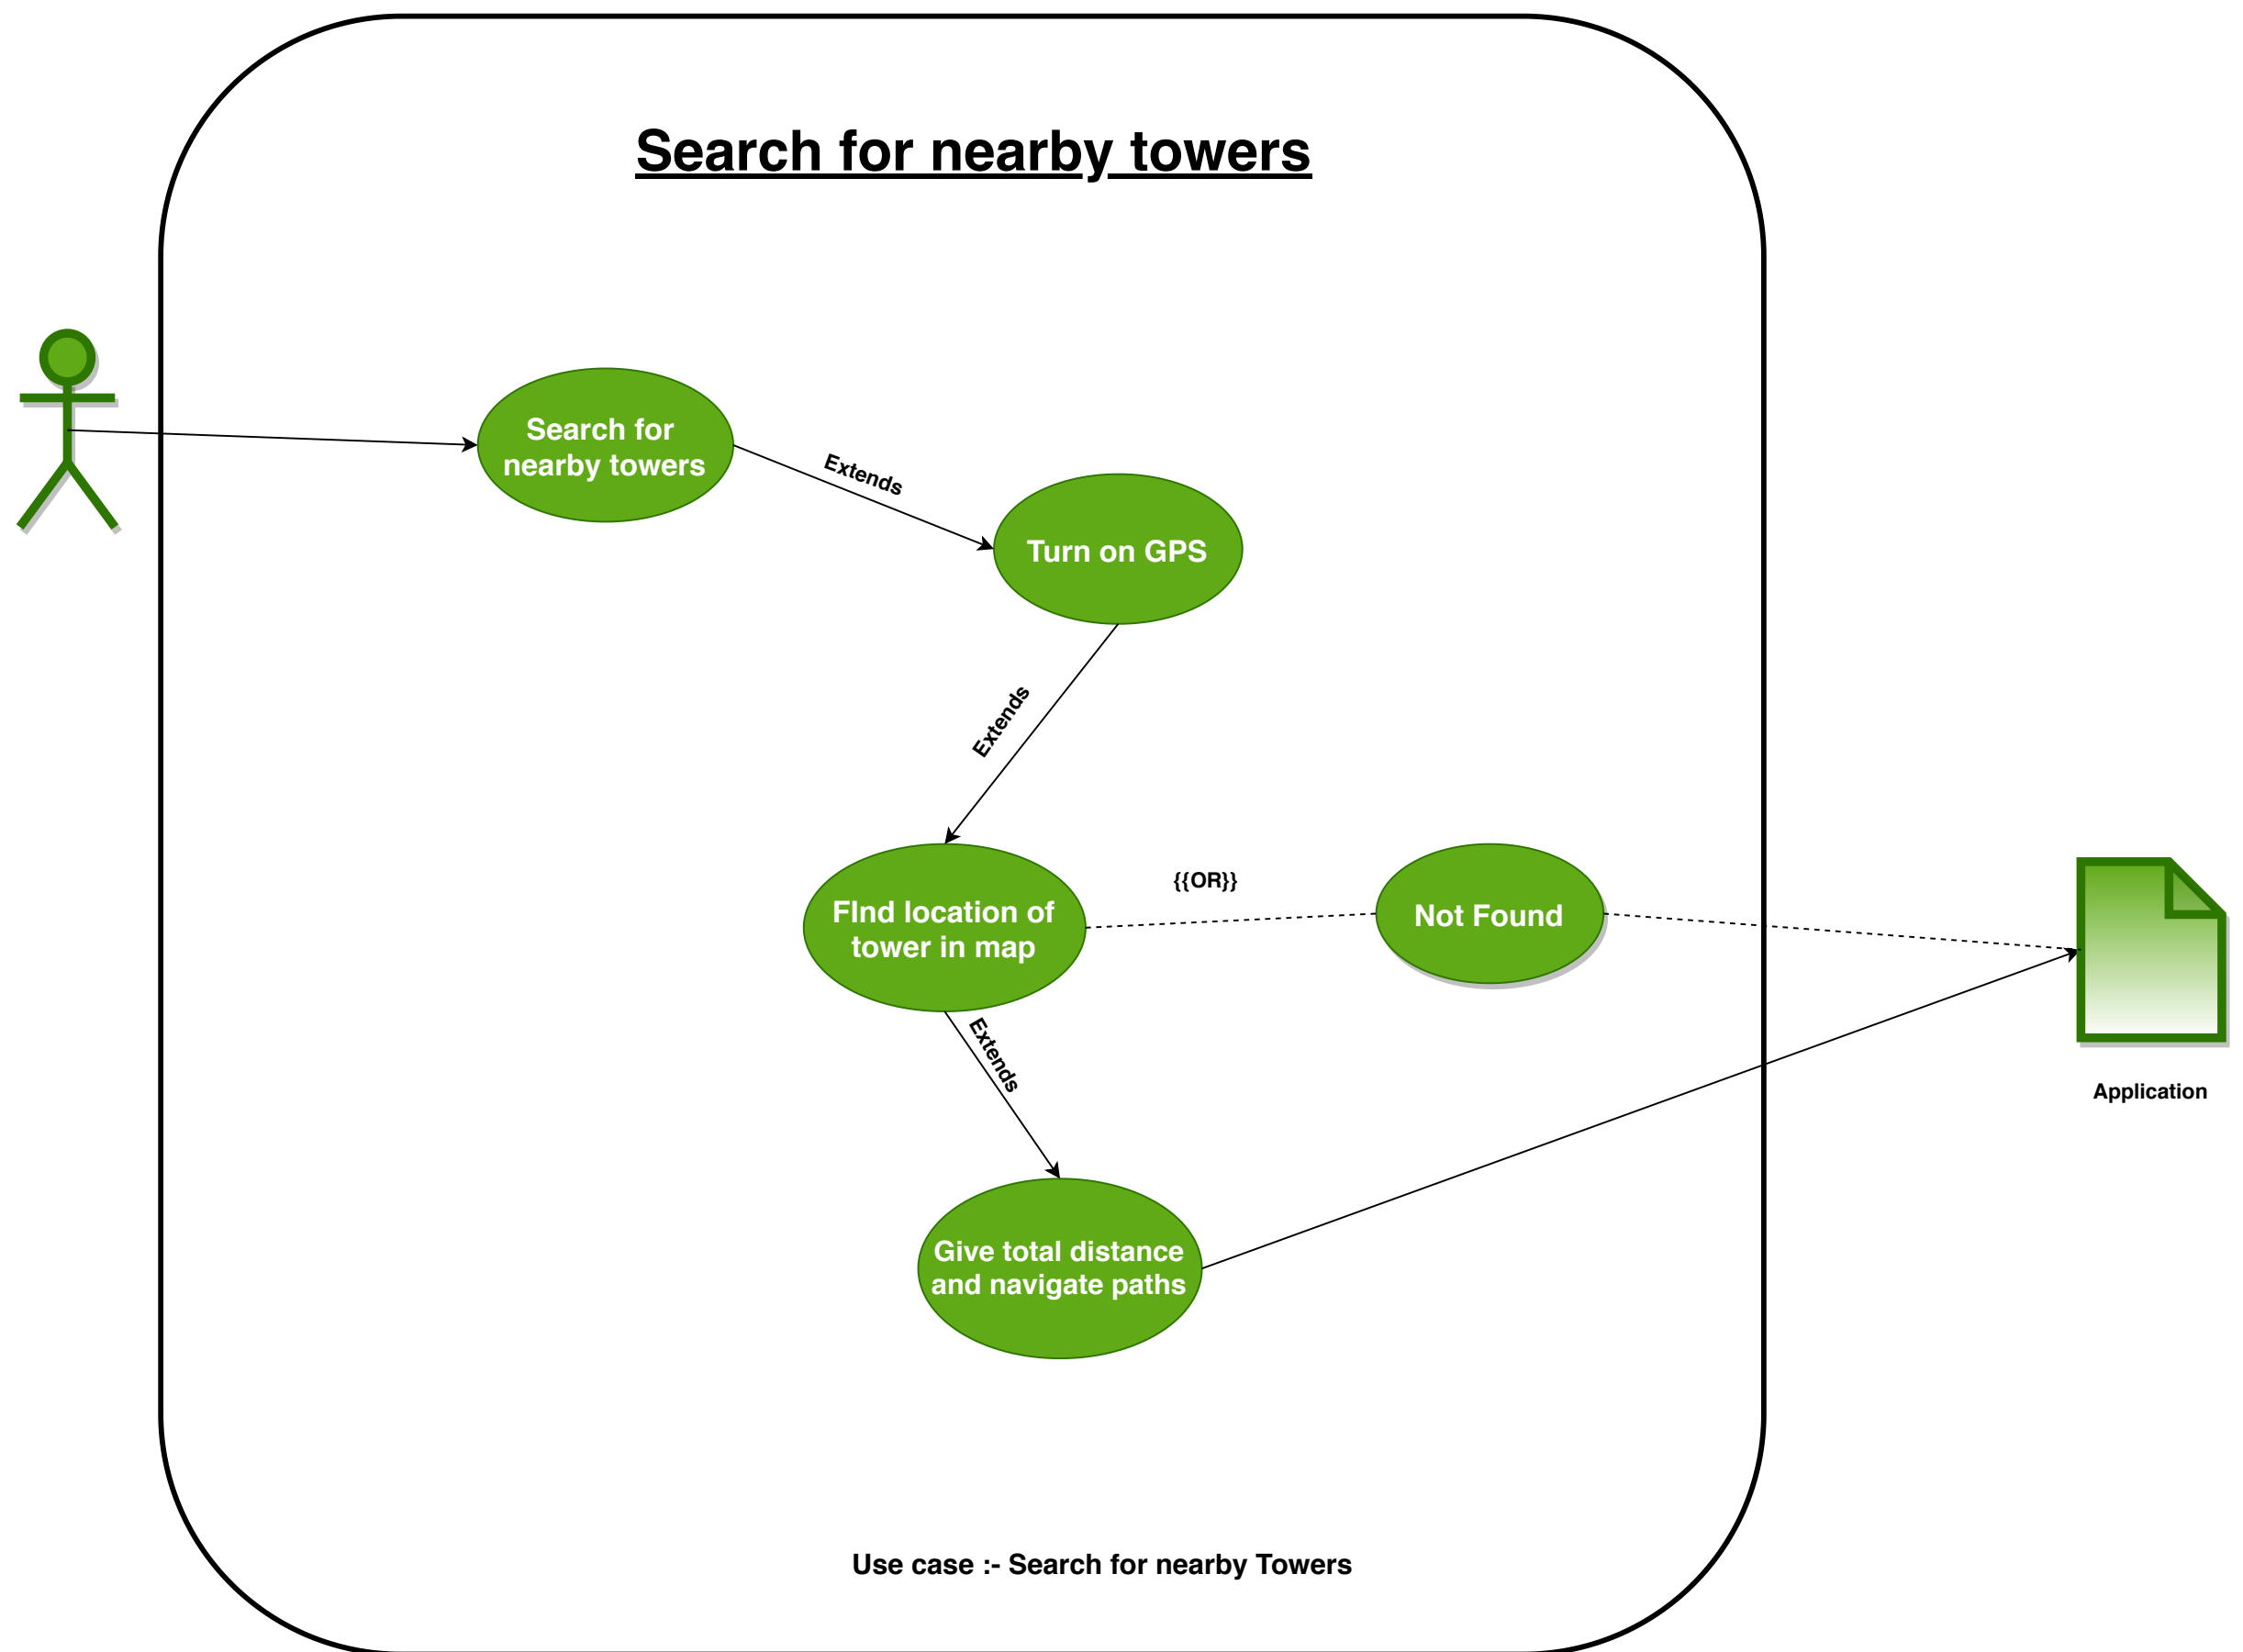 Search for nearby towers
Search for
nearby towers
Extends
Turn on GPS
Extends
FInd location of
tower in map
{{OR}}
Not Found
Application
Extends
Give total distance
and navigate paths
Use case :- Search for nearby Towers